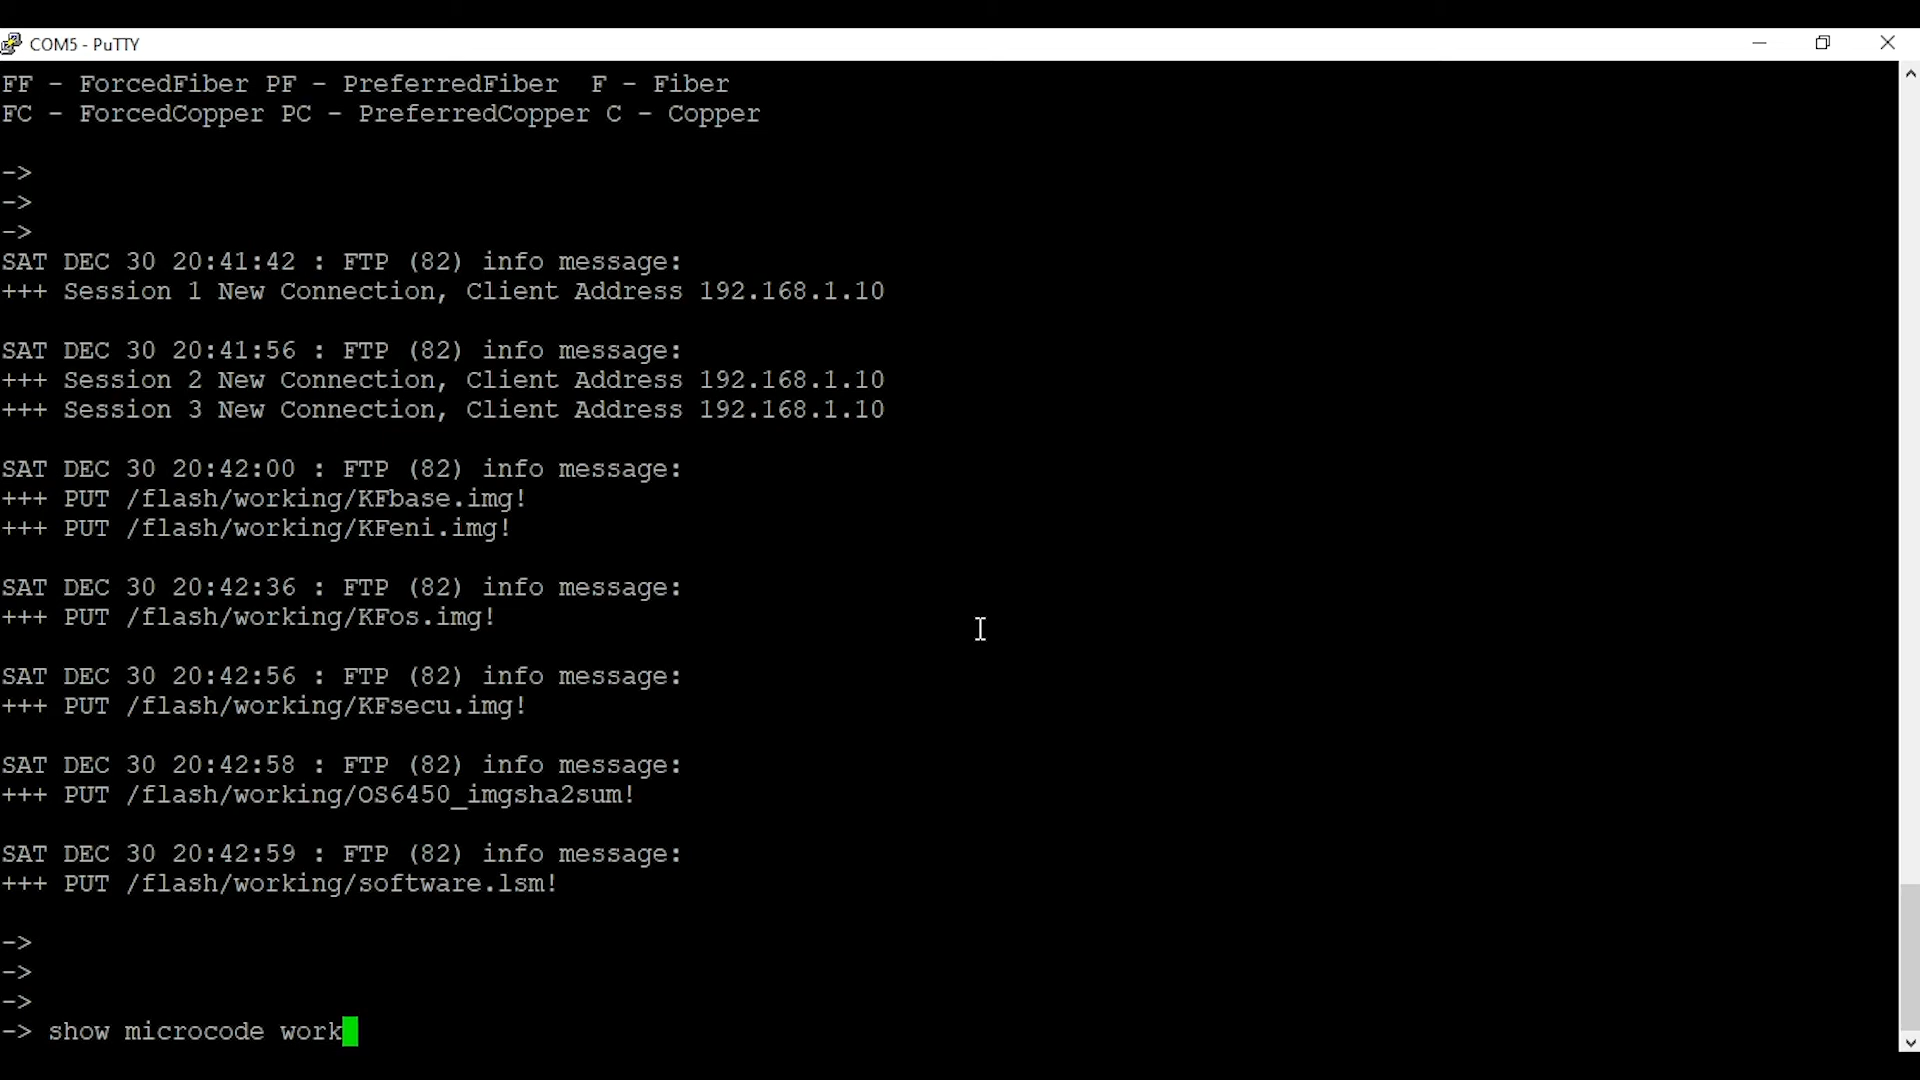 COM5 - PuTTY
FF - ForcedFiber PF - PreferredFiber  F - Fiber
FC - ForcedCopper PC - PreferredCopper C - Copper
->
->
->
SAT DEC 30 20:41:42 : FTP (82) info message:
+++ Session 1 New Connection, Client Address 192.168.1.10
SAT DEC 30 20:41:56 : FTP (82) info message:
+++ Session 2 New Connection, Client Address 192.168.1.10
+++ Session 3 New Connection, Client Address 192.168.1.10
SAT DEC 30 20:42:00 : FTP (82) info message:
+++ PUT /flash/working/KFbase.img!
+++ PUT /flash/working/KFeni.img!
SAT DEC 30 20:42:36 : FTP (82) info message:
+++ PUT /flash/working/KFos.img!
SAT DEC 30 20:42:56 : FTP (82) info message:
+++ PUT /flash/working/KFsecu.img!
SAT DEC 30 20:42:58 : FTP (82) info message:
+++ PUT /flash/working/OS6450_imgsha2sum!
SAT DEC 30 20:42:59 : FTP (82) info message:
+++ PUT /flash/working/software.lsm!
->
->
->
-> show microcode work